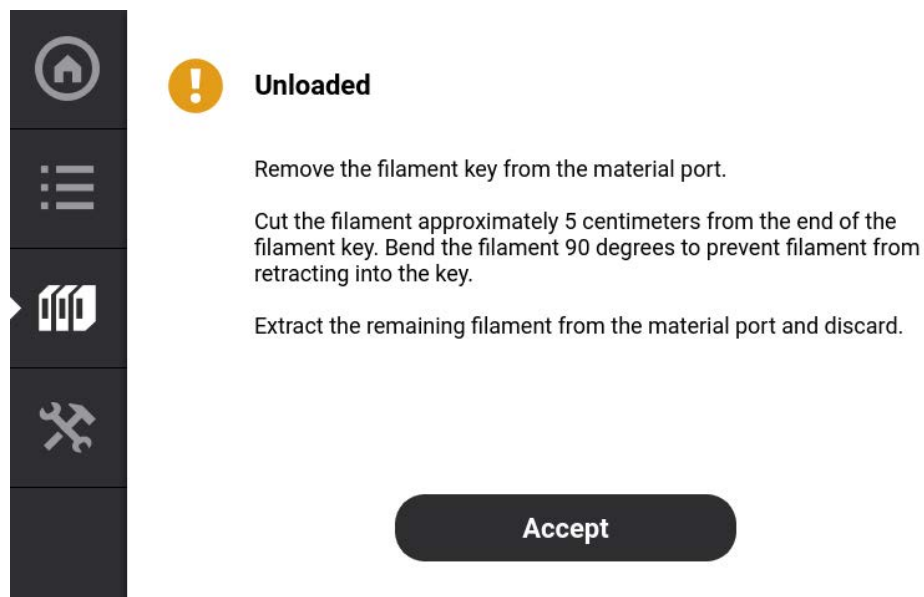 Unloaded
Remove the filament key from the material port.
Cut the filament approximately 5 centimeters from the end of the
filament key. Bend the filament 90 degrees to prevent filament from
retracting into the key.
Extract the remaining filament from the material port and discard.
Accept